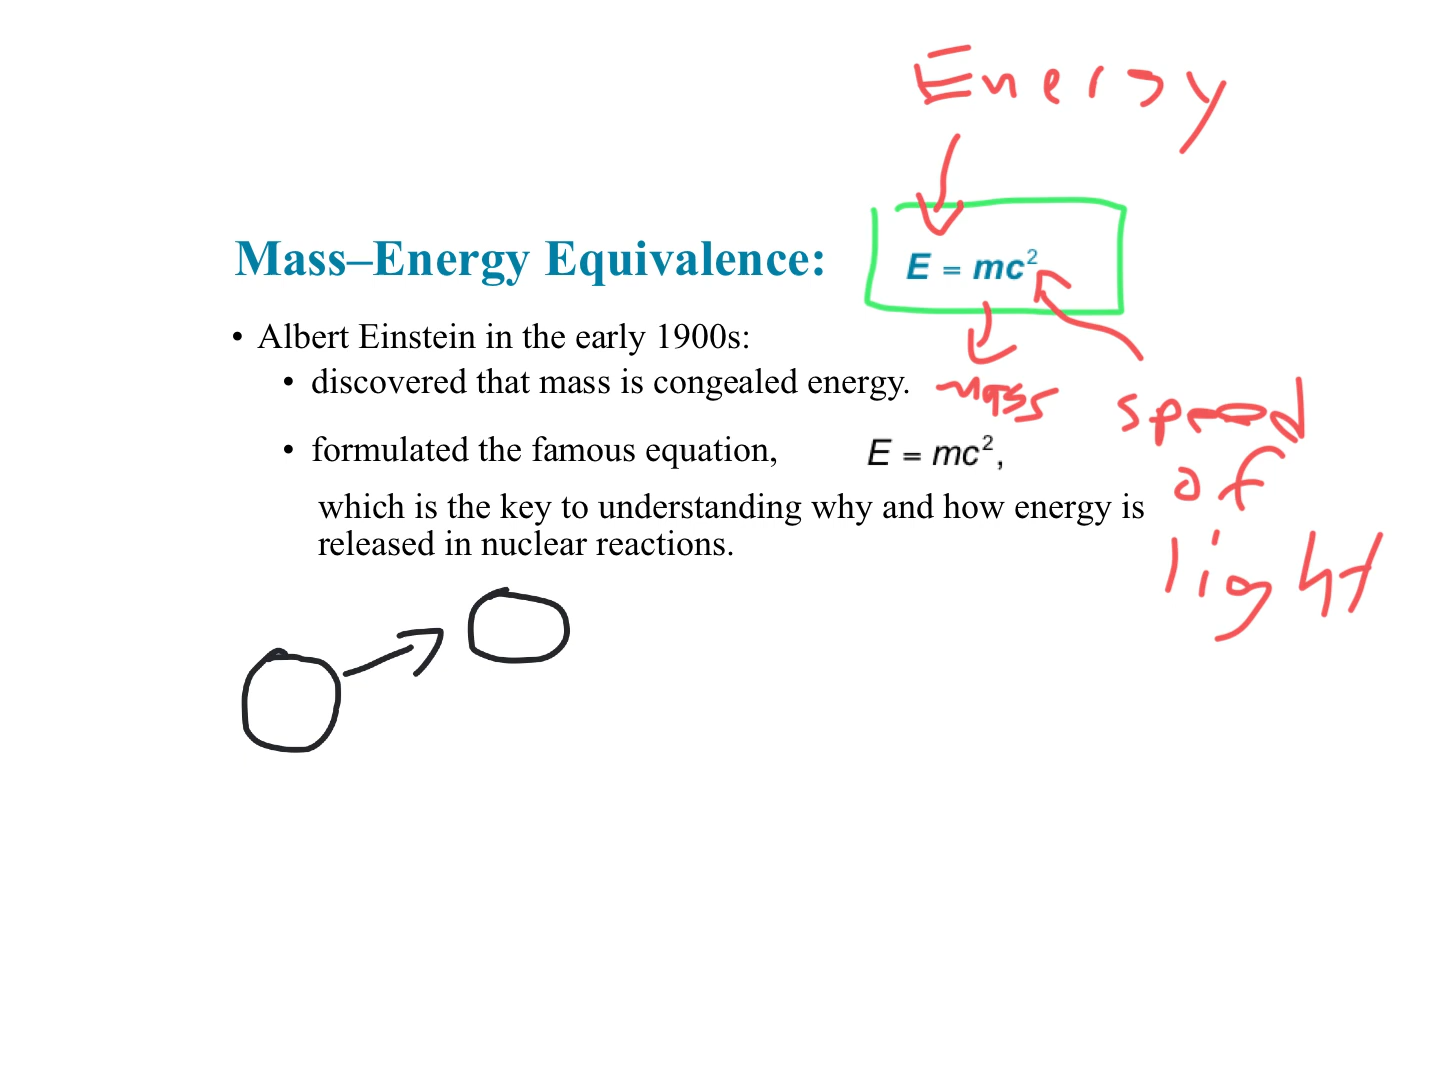 Energy
Mass–Energy Equivalence: E = mc²
• Albert Einstein in the early 1900s:
• discovered that mass is congealed energy.
mass
speed
• formulated the famous equation, E = mc²,
of
which is the key to understanding why and how energy is
released in nuclear reactions.
light